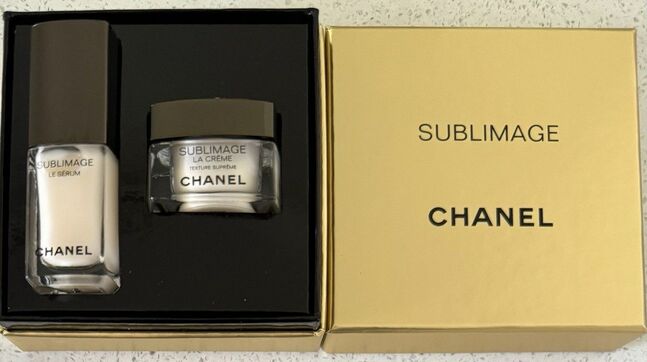 SUBLIMAGE
LE SÉRUM
CHANEL
SUBLIMAGE
LA CRÈME
TEXTURE SUPRÊME
CHANEL
SUBLIMAGE
CHANEL